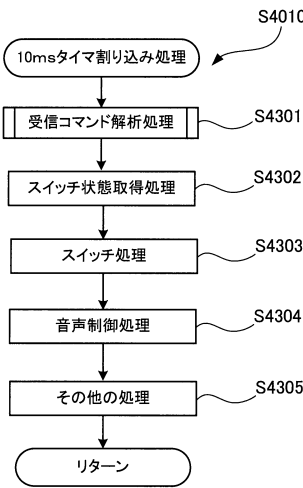 S4010
10msタイマ割り込み処理
受信コマンド解析処理
S4301
スイッチ状態取得処理
S4302
スイッチ処理
S4303
音声制御処理
S4304
その他の処理
S4305
リターン